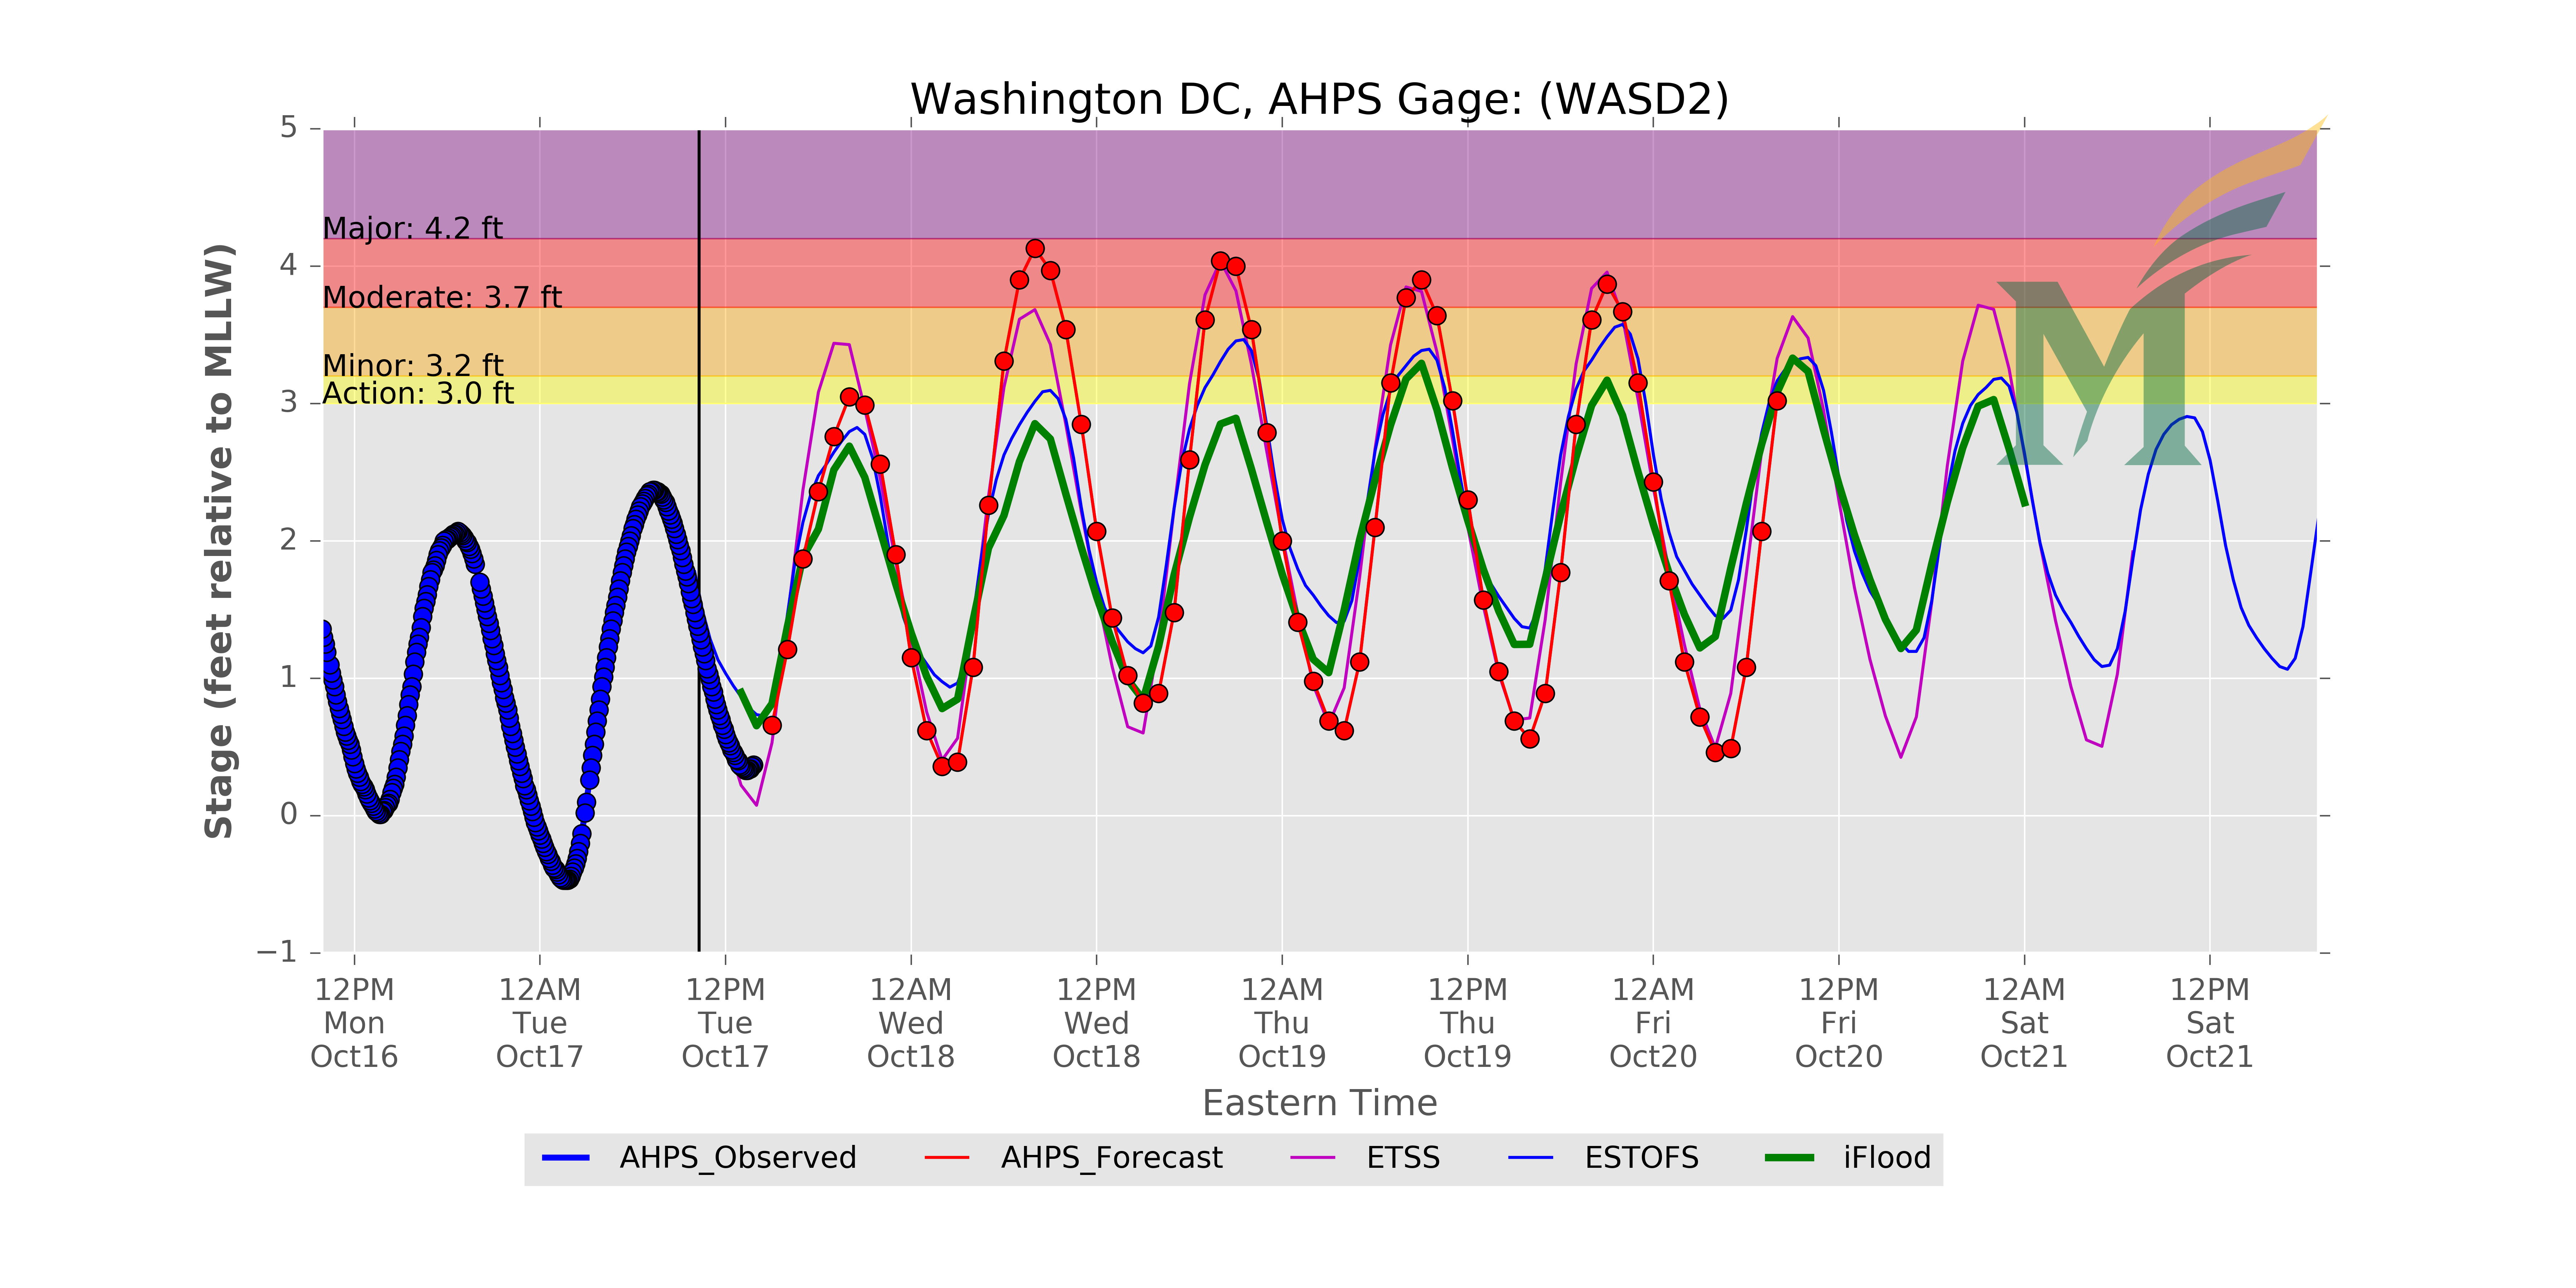 Washington DC, AHPS Gage: (WASD2)
Stage (feet relative to MLLW)
5
4
3
2
1
0
−1
Major: 4.2 ft
Moderate: 3.7 ft
Minor: 3.2 ft
Action: 3.0 ft
12PM 12AM 12PM 12AM 12PM 12AM 12PM 12AM 12PM 12AM 12PM
Mon Tue Tue Wed Wed Thu Thu Fri Fri Sat Sat
Oct16 Oct17 Oct17 Oct18 Oct18 Oct19 Oct19 Oct20 Oct20 Oct21 Oct21
Eastern Time
AHPS_Observed AHPS_Forecast ETSS ESTOFS iFlood